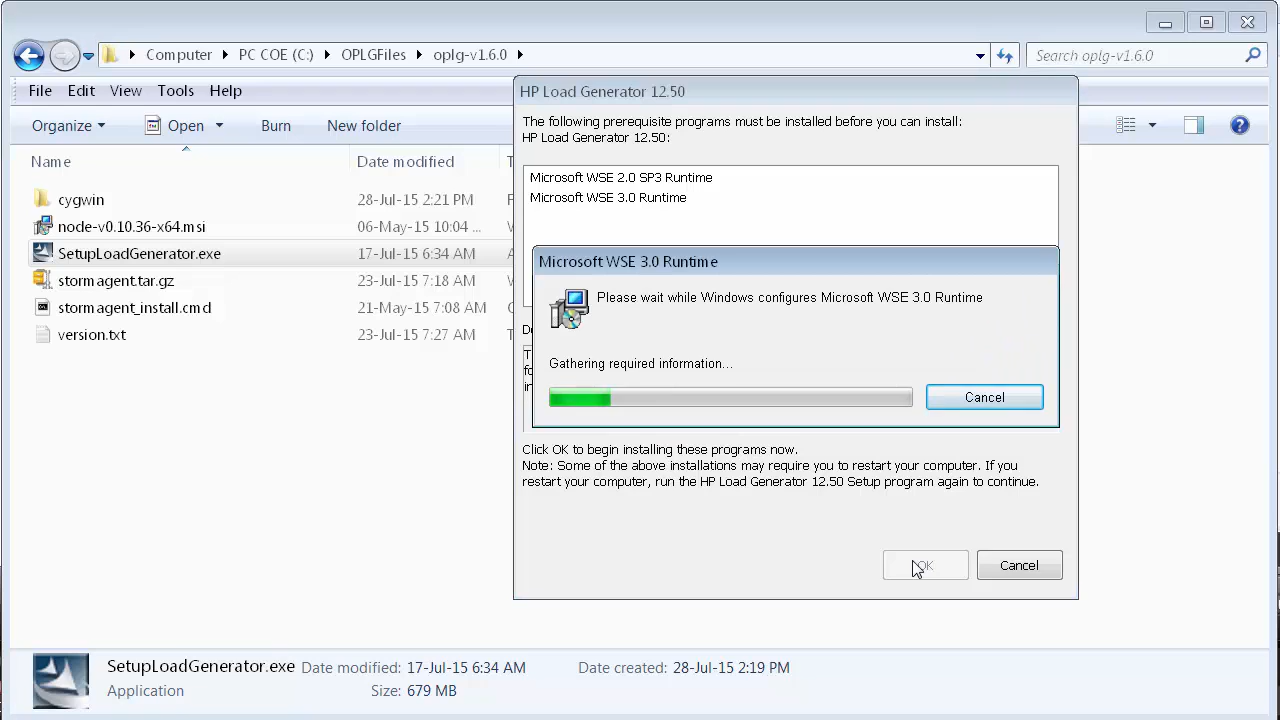 Computer ▸ PC COE (C:) ▸ OPLGFiles ▸ oplg-v1.6.0 ▸
Search oplg-v1.6.0
File Edit View Tools Help
Organize Open Burn New folder
Name Date modified
cygwin 28-Jul-15 2:21 PM
node-v0.10.36-x64.msi 06-May-15 10:04 ...
SetupLoadGenerator.exe 17-Jul-15 6:34 AM
stormagent.tar.gz 23-Jul-15 7:18 AM
stormagent_install.cmd 21-May-15 7:08 AM
version.txt 23-Jul-15 7:27 AM
HP Load Generator 12.50
The following prerequisite programs must be installed before you can install:
HP Load Generator 12.50:
Microsoft WSE 2.0 SP3 Runtime
Microsoft WSE 3.0 Runtime
Microsoft WSE 3.0 Runtime
Please wait while Windows configures Microsoft WSE 3.0 Runtime
Gathering required information...
Cancel
Click OK to begin installing these programs now.
Note: Some of the above installations may require you to restart your computer. If you
restart your computer, run the HP Load Generator 12.50 Setup program again to continue.
OK Cancel
SetupLoadGenerator.exe Date modified: 17-Jul-15 6:34 AM Date created: 28-Jul-15 2:19 PM
Application Size: 679 MB